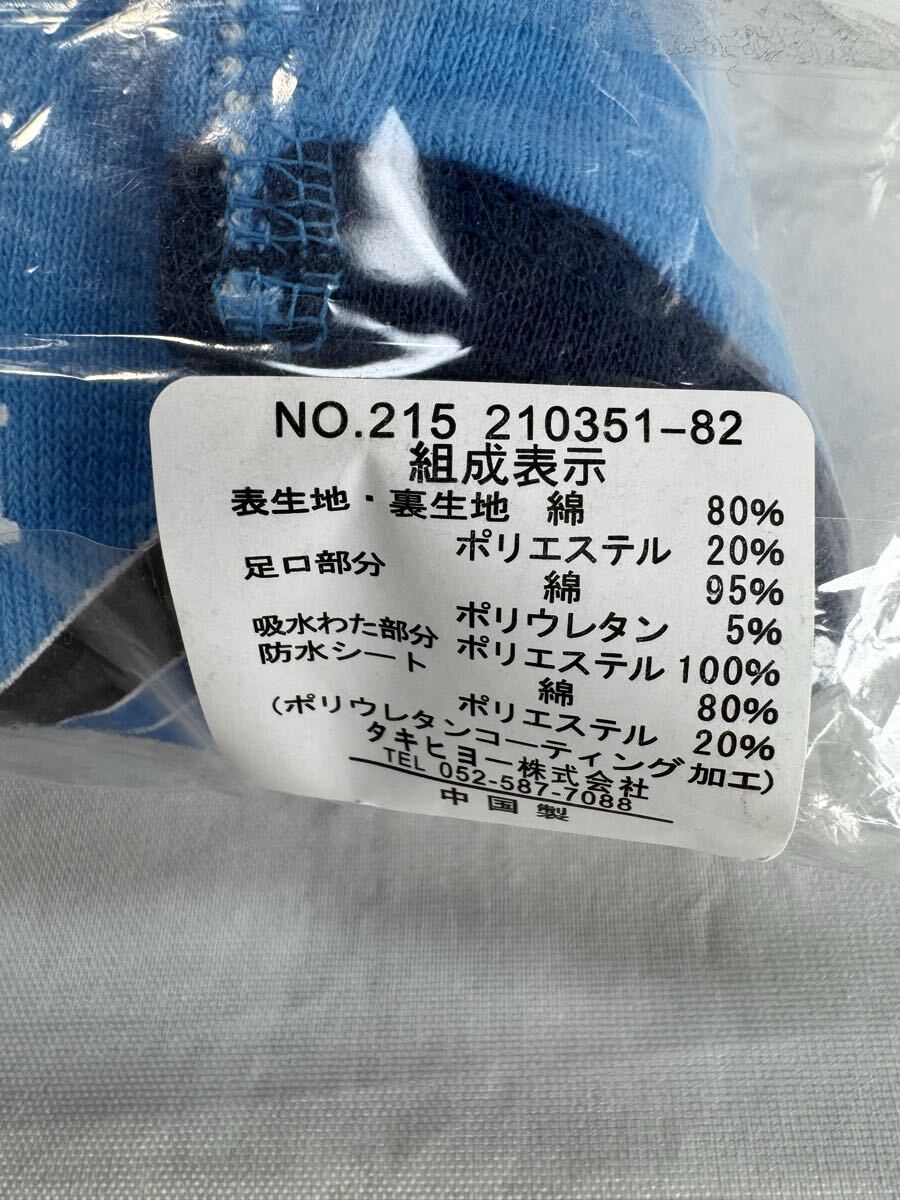 NO.215 210351-82
組成表示
表生地・裏生地 綿 80%
ポリエステル 20%
足口部分 綿 95%
ポリウレタン 5%
吸水わた部分 ポリエステル 100%
防水シート 綿 80%
ポリエステル 20%
(ポリウレタンコーティング加工)
タキヒヨー株式会社
TEL 052-587-7088
中国製